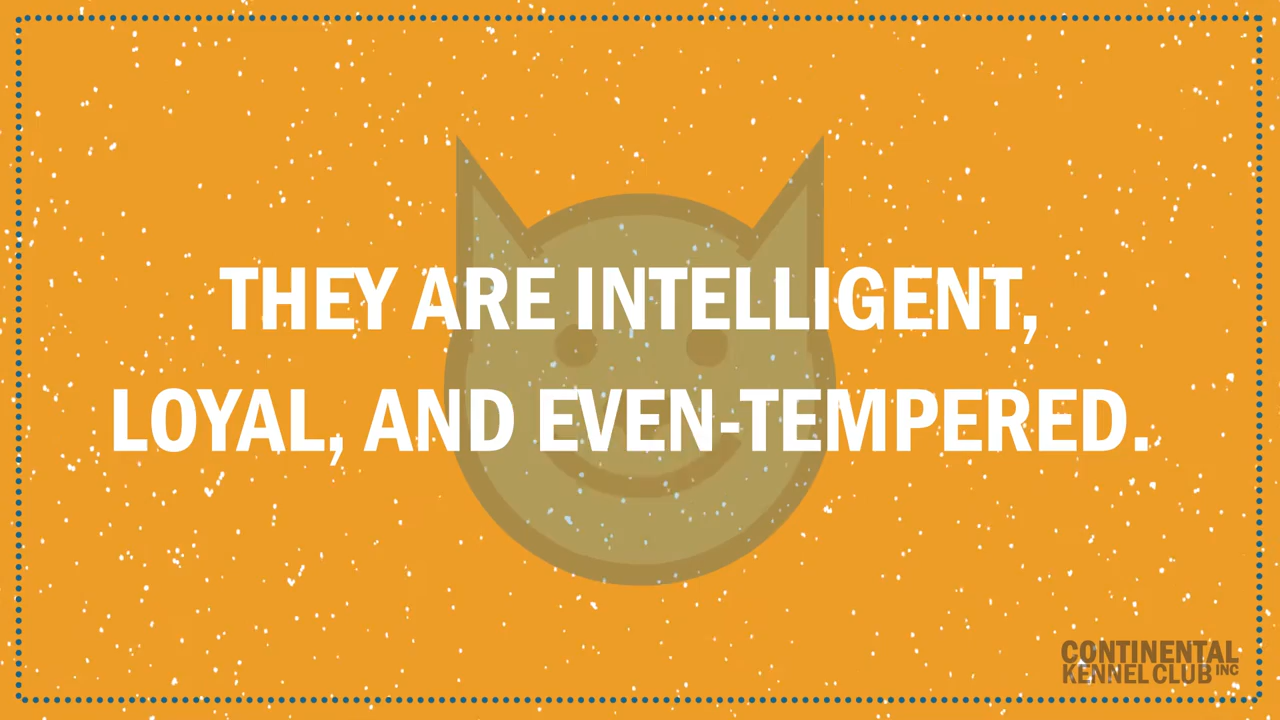 THEY ARE INTELLIGENT,
LOYAL, AND EVEN-TEMPERED.
CONTINENTAL
KENNEL CLUB INC